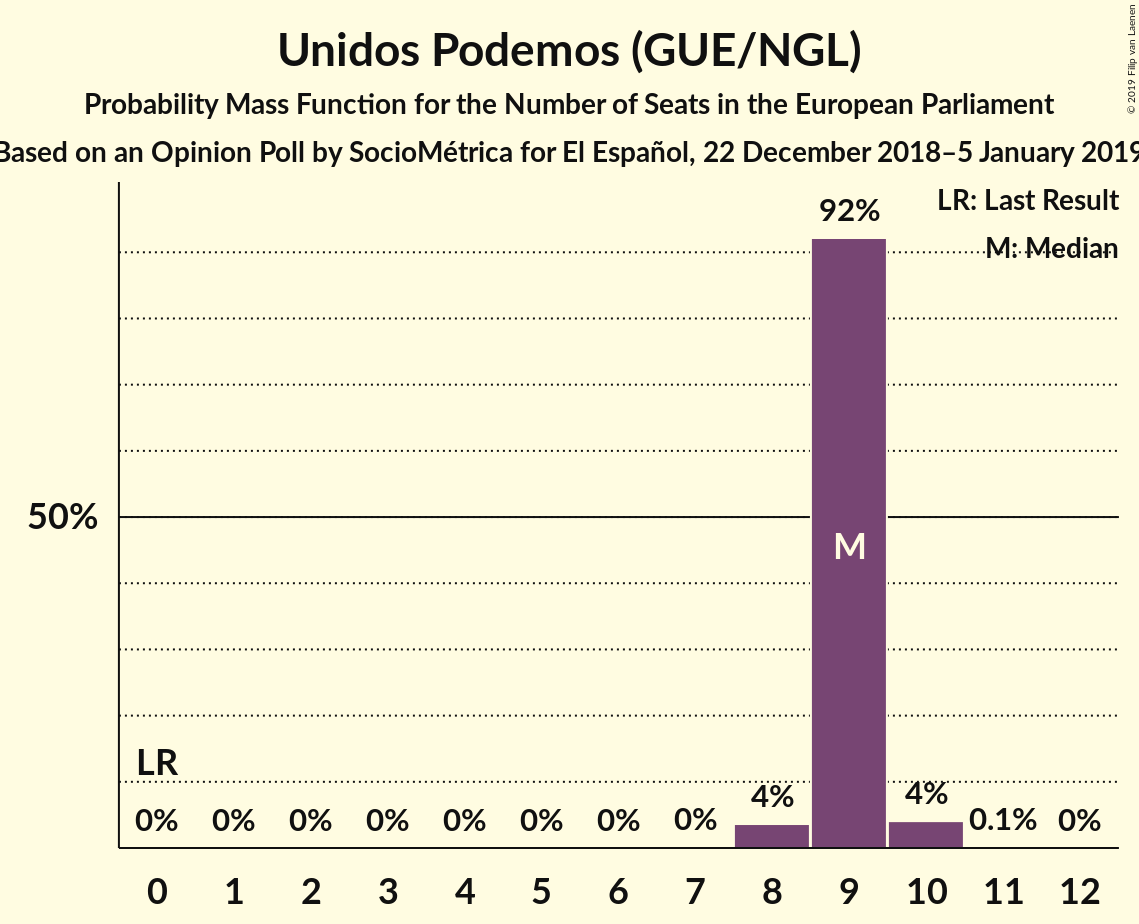 Unidos Podemos (GUE/NGL)
Probability Mass Function for the Number of Seats in the European Parliament
Based on an Opinion Poll by SocioMétrica for El Español, 22 December 2018–5 January 2019
© 2019 Filip van Laenen
LR: Last Result
M: Median
92%
50%
M
LR
0% 0% 0% 0% 0% 0% 0% 0% 4% 4% 0.1% 0%
0 1 2 3 4 5 6 7 8 9 10 11 12